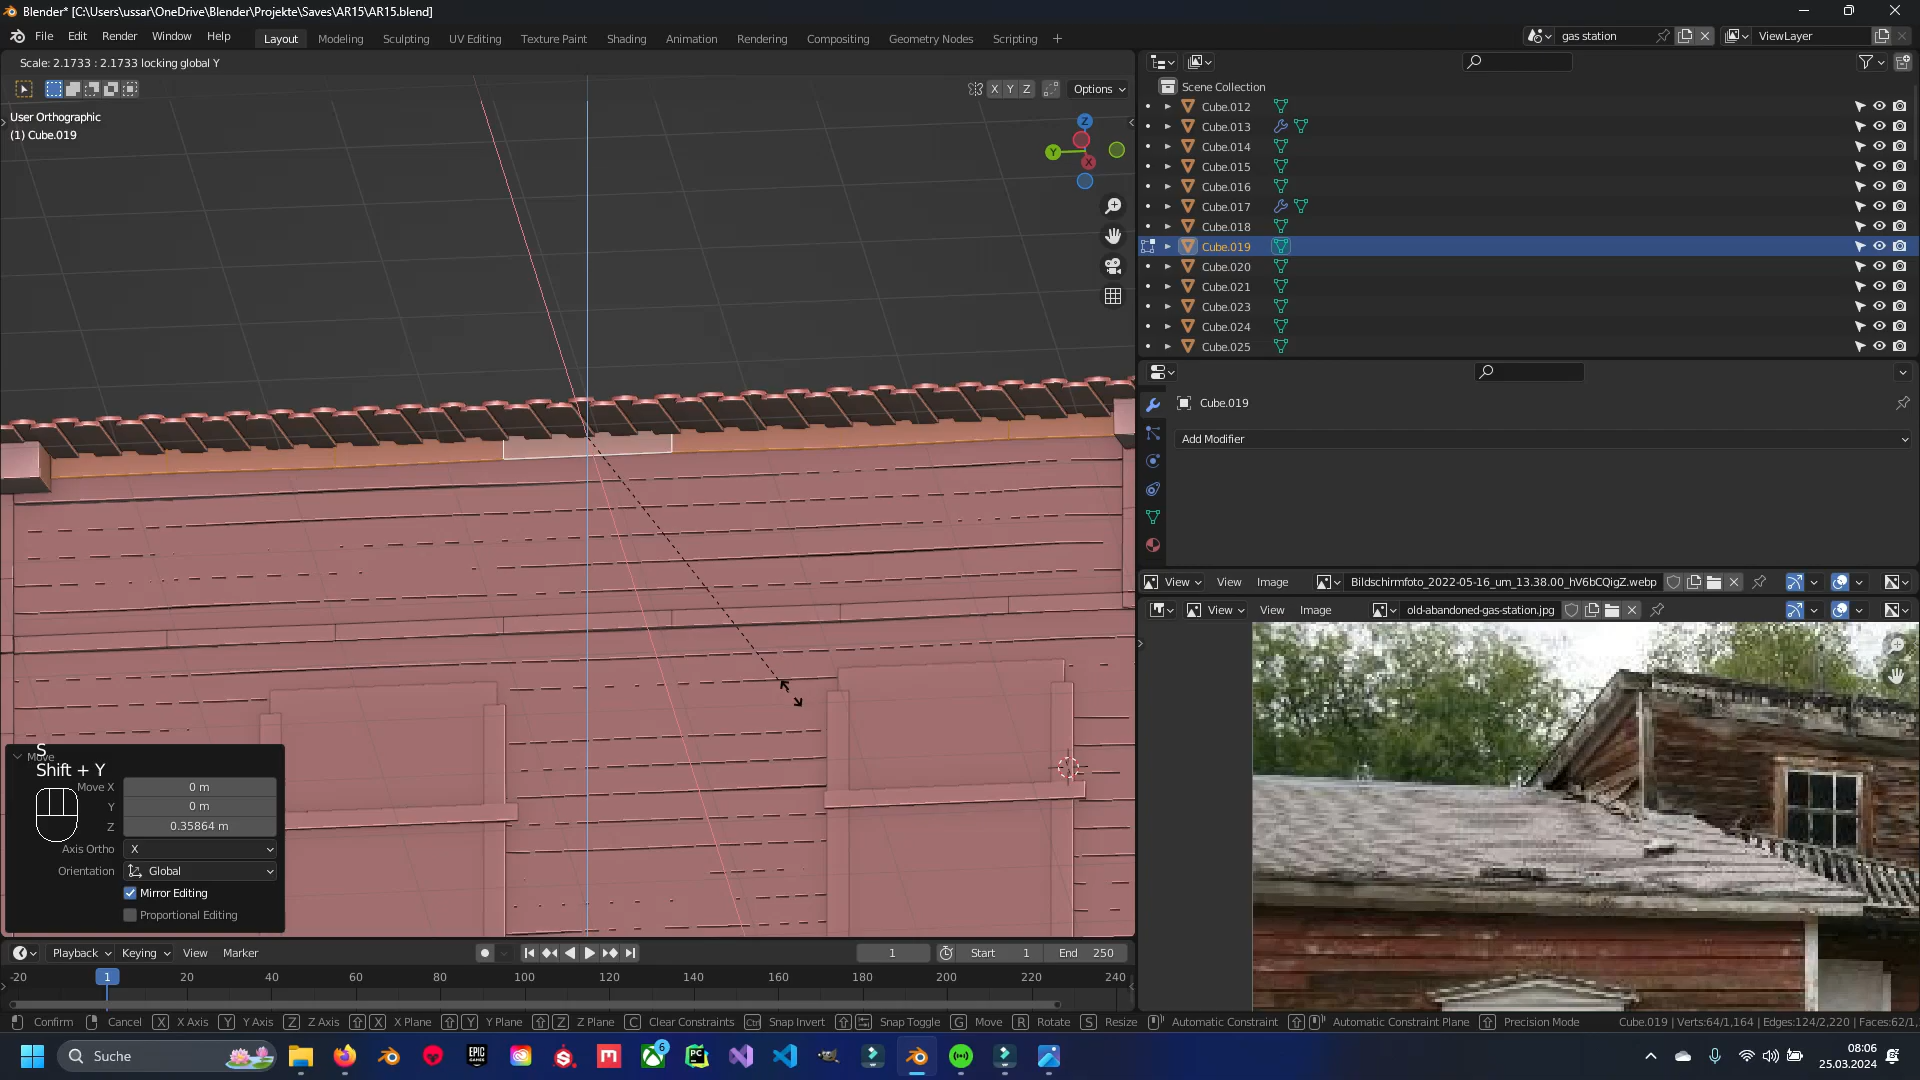 Blender* [C:\Users\ussar\OneDrive\Blender\Projekte\Saves\AR15\AR15.blend]
File Edit Render Window Help Layout Modeling Sculpting UV Editing Texture Paint Shading Animation Rendering Compositing Geometry Nodes Scripting + gas station ViewLayer
Scale: 2.1733 : 2.1733 locking global Y
X Y Z Options
User Orthographic
(1) Cube.019
Z
Y
X
Scene Collection
Cube.012
Cube.013
Cube.014
Cube.015
Cube.016
Cube.017
Cube.018
Cube.019
Cube.020
Cube.021
Cube.023
Cube.024
Cube.025
Cube.019
Add Modifier
View View Image Bildschirmfoto_2022-05-16_um_13.38.00_hV6bCQigZ.webp
View View Image old-abandoned-gas-station.jpg
S
Move
Shift + Y
Move X 0 m
Y 0 m
Z 0.35864 m
Axis Ortho X
Orientation Global
Mirror Editing
Proportional Editing
Playback Keying View Marker 1 Start 1 End 250
-20 1 20 40 60 80 100 120 140 160 180 200 220 240
Confirm Cancel X X Axis Y Y Axis Z Z Axis X X Plane Y Y Plane Z Z Plane C Clear Constraints Ctrl Snap Invert Snap Toggle G Move R Rotate S Resize Automatic Constraint Automatic Constraint Plane Precision Mode Cube.019 | Verts:64/1,164 | Edges:124/2,220 | Faces:62/1,
Suche EPIC GAMES 6 PC 08:06
25.03.2024